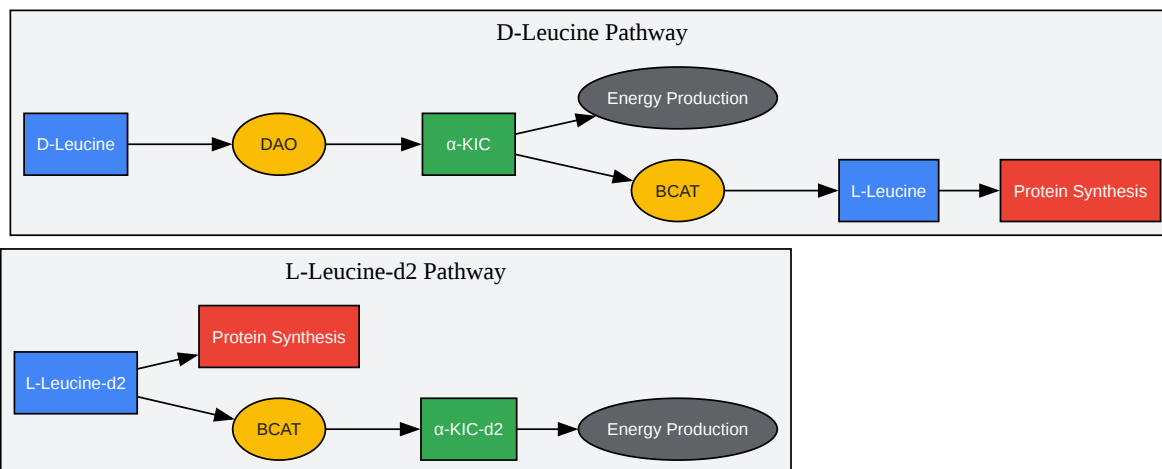 D-Leucine Pathway
Energy Production
D-Leucine
DAO
α-KIC
BCAT
L-Leucine
Protein Synthesis
L-Leucine-d2 Pathway
Protein Synthesis
L-Leucine-d2
BCAT
α-KIC-d2
Energy Production